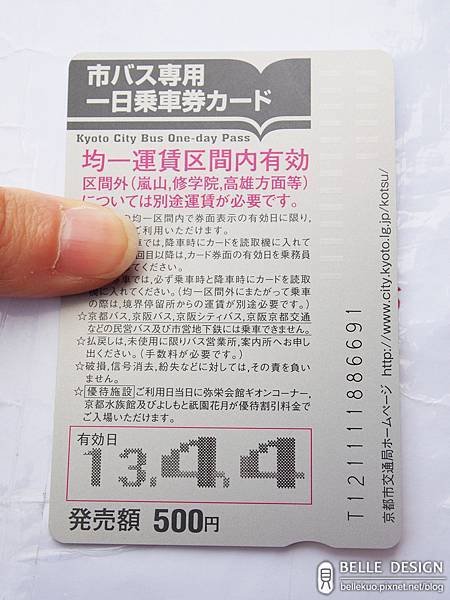 市バス専用
一日乗車券カード
Kyoto City Bus One-day Pass
均一運賃区間内有効
区間外(嵐山,修学院,高雄方面等)
については別途運賃が必要です。
の均一区間内で券面表示の有効日に限り,
ご利用いただけます。
車では,降車時にカードを読取機に入れて
回目以降は,カード券面の有効日を乗務員
てください。
は,必ず乗車時と降車時にカードを読取
機に入れてください。(均一区間外にまたがって乗車
の際は,境界停留所からの運賃が別途必要です。)
☆京都バス,京阪バス,京阪シティバス,京阪京都交通
などの民営バス及び市営地下鉄には乗車できません。
☆払戻しは,未使用に限りバス営業所,案内所へお申し
出ください。(手数料が必要です。)
☆破損,信号消去,紛失などに対しては,その責を負い
ません。
☆優待施設 ご利用日当日に弥栄会館ギオンコーナー,
京都水族館及びよしもと祇園花月が優待割引料金で
ご入場いただけます。
有効日
13.4.4
発売額 500円
T121111886691
京都市交通局ホームページ http://www.city.kyoto.lg.jp/kotsu/
BELLE DESIGN
bellekuo.pixnet.net/blog